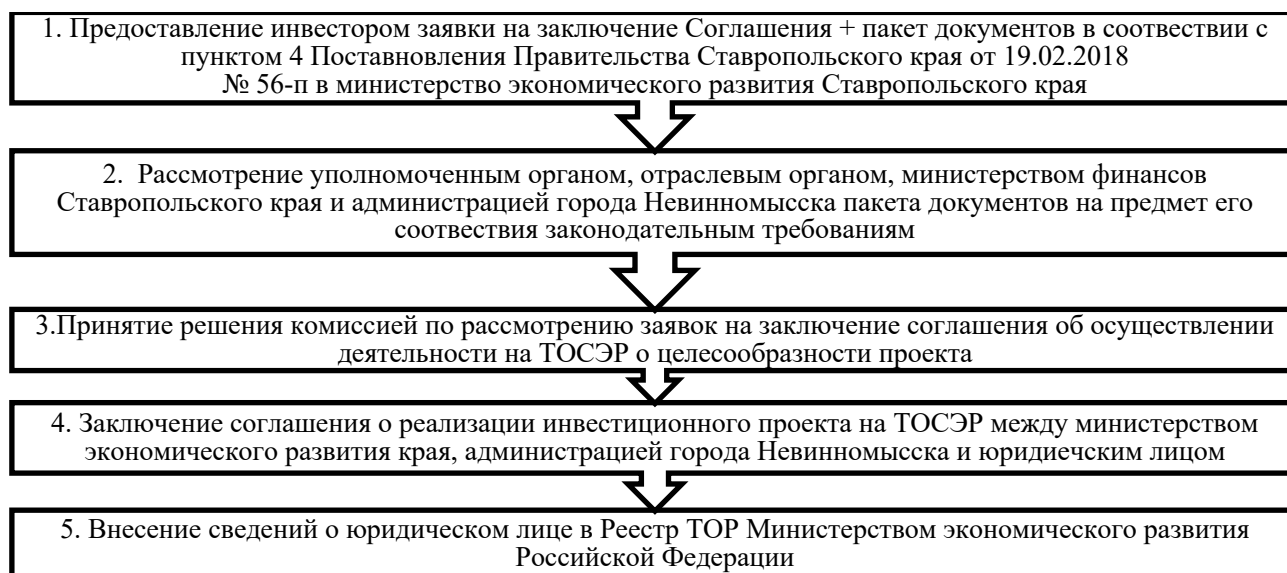 1. Предоставление инвестором заявки на заключение Соглашения + пакет документов в соотвествии с
пунктом 4 Поставновления Правительства Ставропольского края от 19.02.2018
№ 56-п в министерство экономического развития Ставропольского края
2. Рассмотрение уполномоченным органом, отраслевым органом, министерством финансов
Ставропольского края и администрацией города Невинномысска пакета документов на предмет его
соотвествия законодательным требованиям
3.Принятие решения комиссией по рассмотрению заявок на заключение соглашения об осуществлении
деятельности на ТОСЭР о целесообразности проекта
4. Заключение соглашения о реализации инвестиционного проекта на ТОСЭР между министерством
экономического развития края, администрацией города Невинномысска и юридиечским лицом
5. Внесение сведений о юридическом лице в Реестр ТОР Министерством экономического развития
Российской Федерации